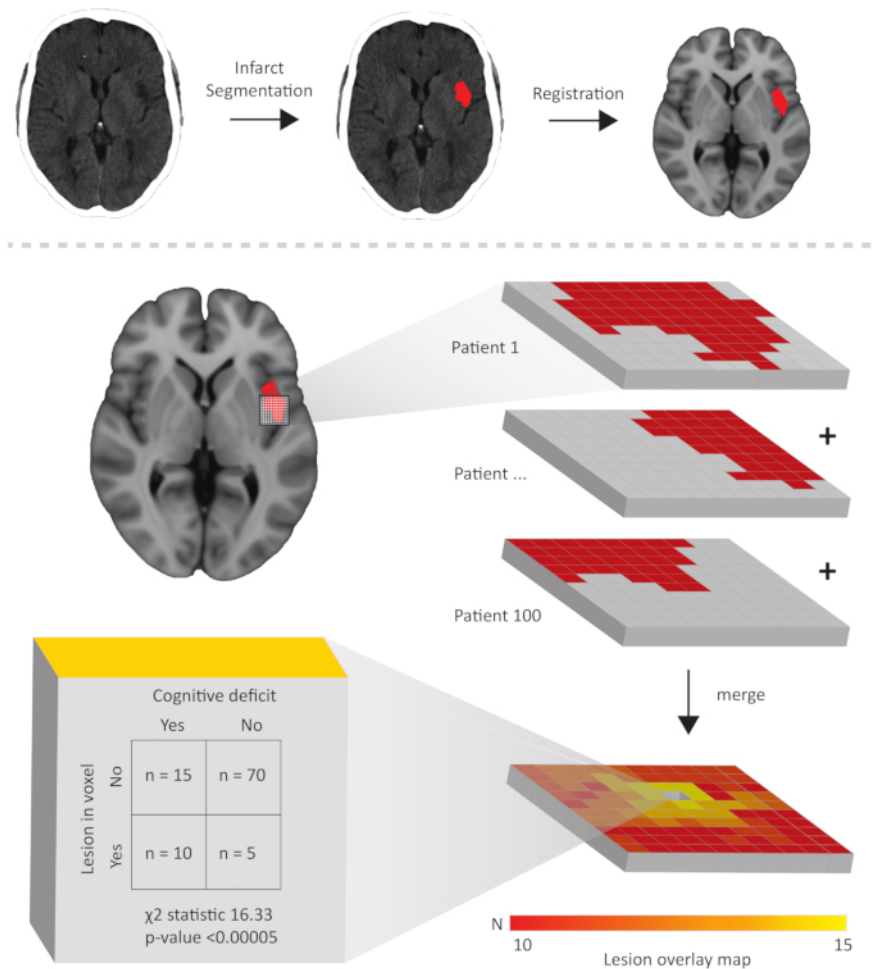 Infarct
Segmentation
Registration
Patient 1
+
Patient ...
+
Patient 100
merge
Cognitive deficit
Yes No
Lesion in voxel
No
n = 15 n = 70
Yes
n = 10 n = 5
χ2 statistic 16.33
p-value <0.00005
N
10 15
Lesion overlay map